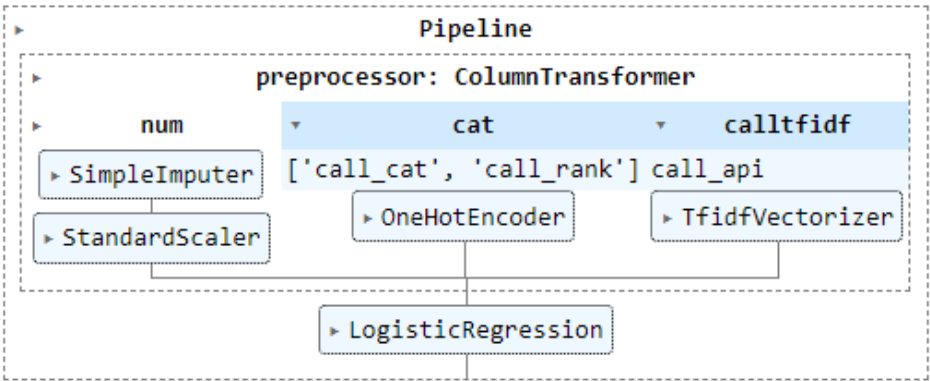 Pipeline
preprocessor: ColumnTransformer
num cat calltfidf
['call_cat', 'call_rank'] call_api
SimpleImputer
OneHotEncoder TfidfVectorizer
StandardScaler
LogisticRegression